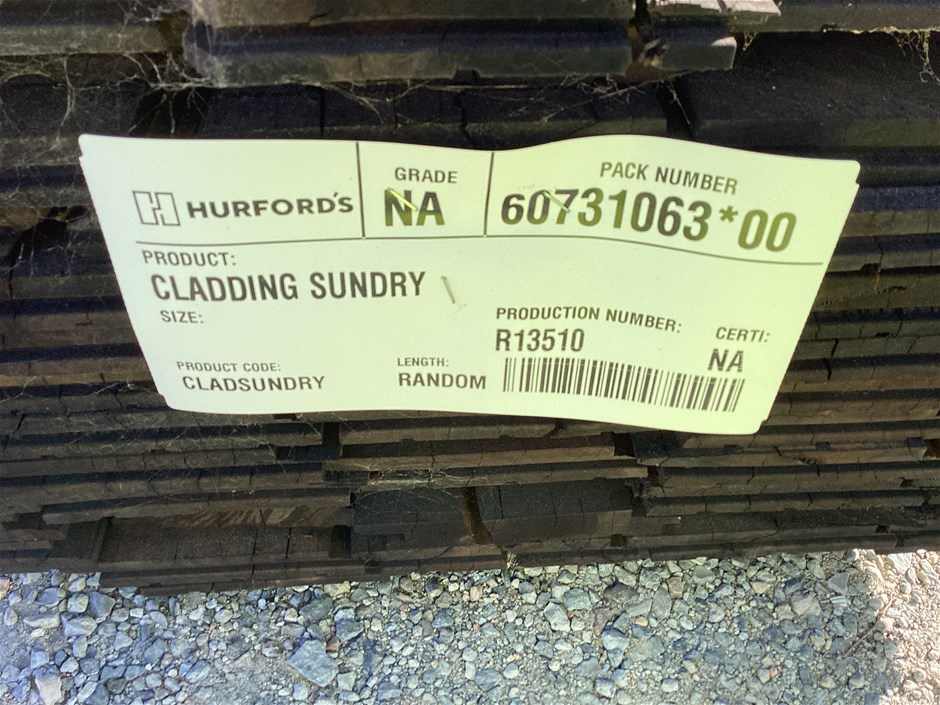 HURFORD'S
GRADE
NA
PACK NUMBER
60731063*00
PRODUCT:
CLADDING SUNDRY
SIZE:
PRODUCTION NUMBER:
R13510
CERTI:
NA
PRODUCT CODE:
CLADSUNDRY
LENGTH:
RANDOM